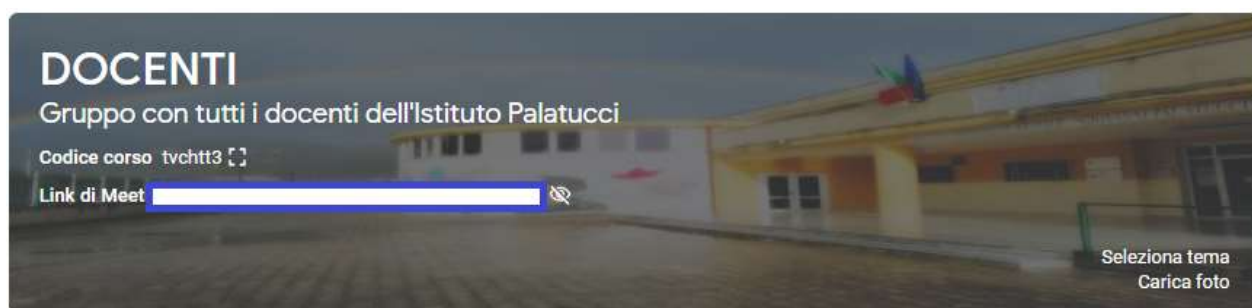 DOCENTI
Gruppo con tutti i docenti dell'Istituto Palatucci
Codice corso tvchtt3
Link di Meet
Seleziona tema
Carica foto